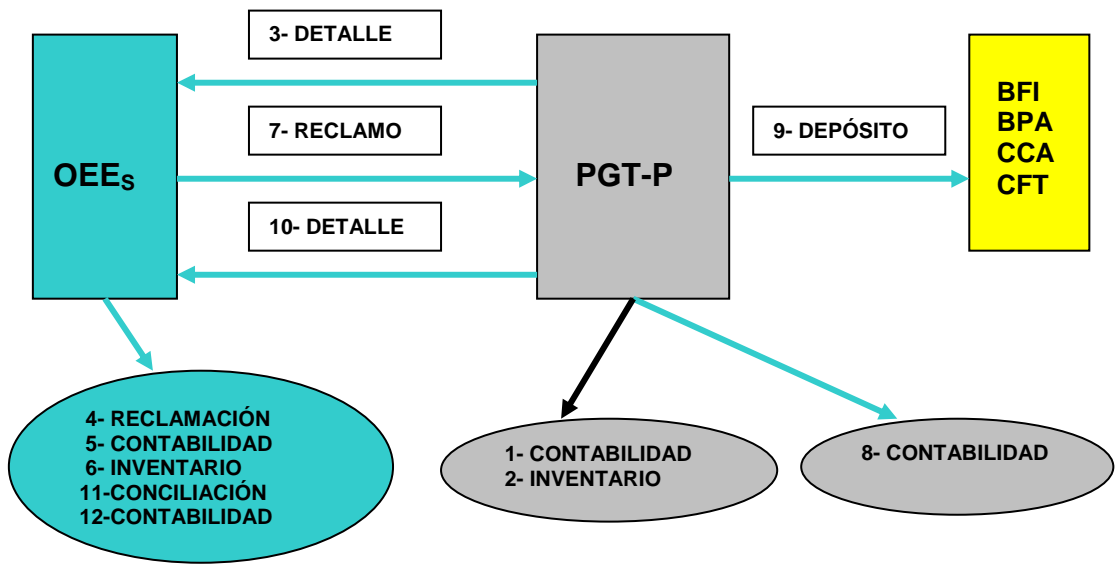 3- DETALLE
7- RECLAMO
10- DETALLE
OEES
PGT-P
9- DEPÓSITO
BFI
BPA
CCA
CFT
4- RECLAMACIÓN
5- CONTABILIDAD
6- INVENTARIO
11-CONCILIACIÓN
12-CONTABILIDAD
1- CONTABILIDAD
2- INVENTARIO
8- CONTABILIDAD